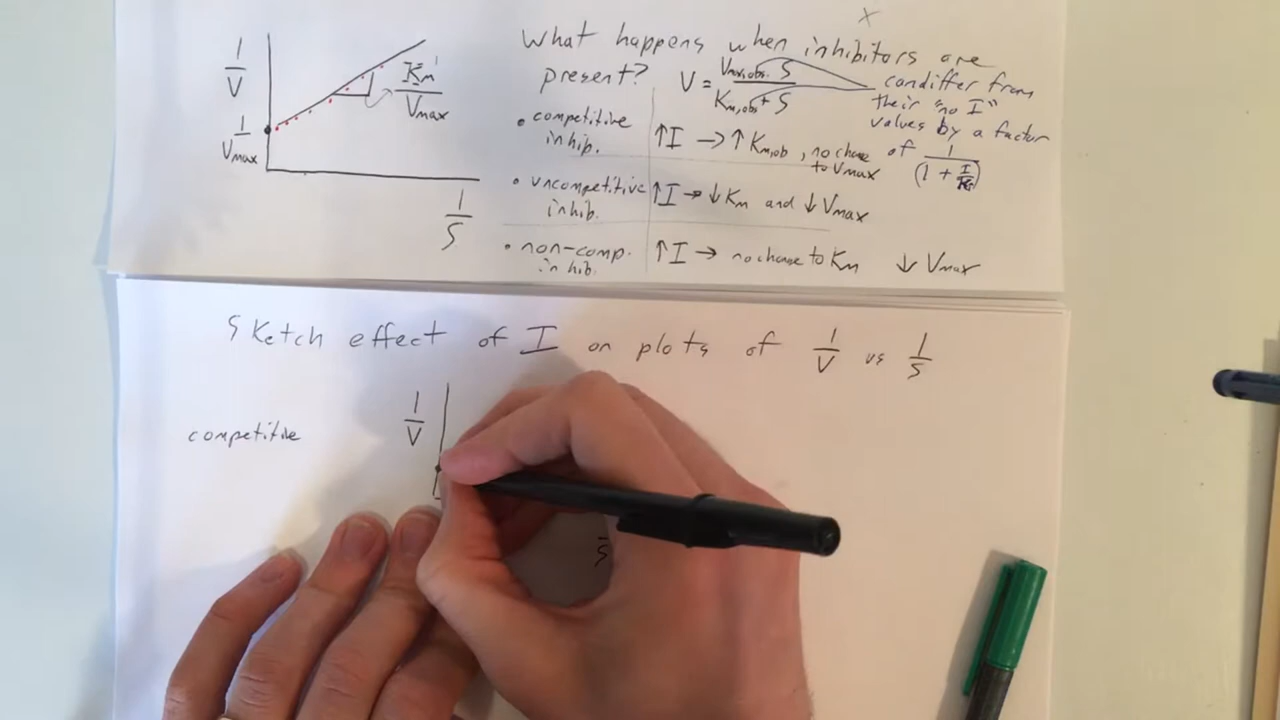 1/V
1/Vmax
Km/Vmax
1/S
What happens when inhibitors are
present?
V = Vmax,obs · S / Km,obs + S
can differ from
their "no I"
values by a factor
of 1/(1 + I/KI)
• competitive
inhib.
↑I → ↑ Km,ob , no change
to Vmax
• uncompetitive
inhib.
↑I → ↓ Km and ↓ Vmax
• non-comp.
inhib.
↑I → no change to Km ↓ Vmax
Sketch effect of I on plots of 1/V vs 1/S
competitive
1/V
S